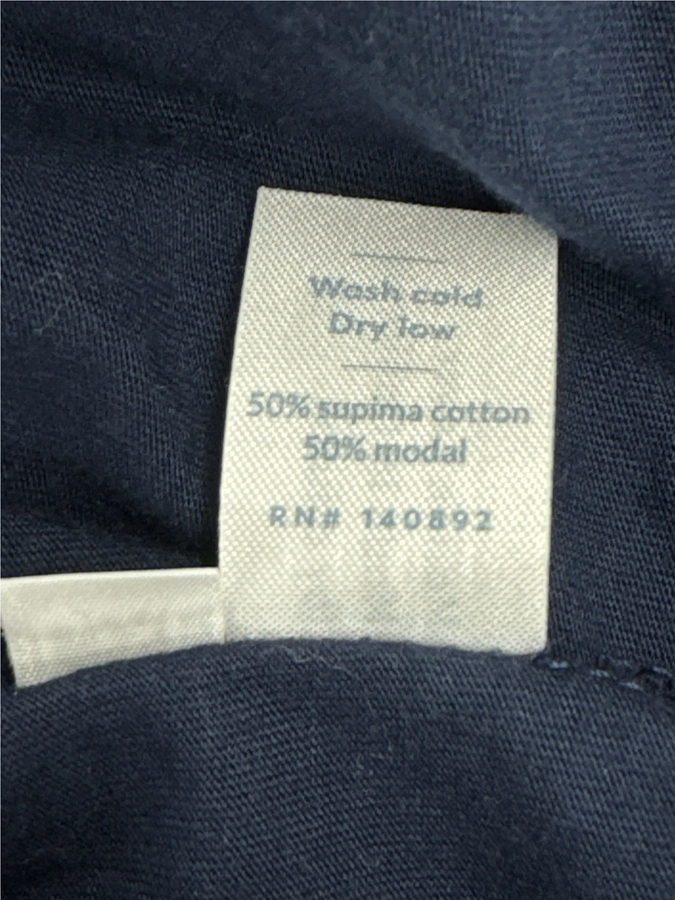 Wash cold
Dry low
50% supima cotton
50% modal
RN# 140892